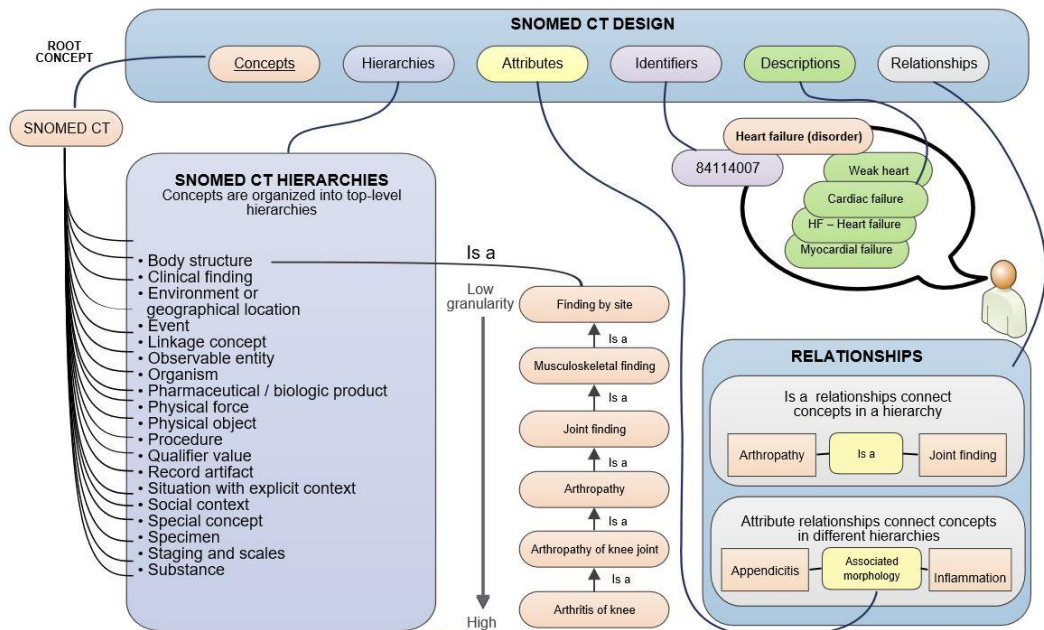 SNOMED CT DESIGN
ROOT
CONCEPT
Concepts
Hierarchies
Attributes
Identifiers
Descriptions
Relationships
SNOMED CT
Heart failure (disorder)
84114007
Weak heart
Cardiac failure
HF – Heart failure
Myocardial failure
SNOMED CT HIERARCHIES
Concepts are organized into top-level
hierarchies
• Body structure
• Clinical finding
• Environment or
geographical location
• Event
• Linkage concept
• Observable entity
• Organism
• Pharmaceutical / biologic product
• Physical force
• Physical object
• Procedure
• Qualifier value
• Record artifact
• Situation with explicit context
• Social context
• Special concept
• Specimen
• Staging and scales
• Substance
Is a
Low
granularity
High
Finding by site
Is a
Musculoskeletal finding
Is a
Joint finding
Is a
Arthropathy
Is a
Arthropathy of knee joint
Is a
Arthritis of knee
RELATIONSHIPS
Is a relationships connect
concepts in a hierarchy
Arthropathy
Is a
Joint finding
Attribute relationships connect concepts
in different hierarchies
Appendicitis
Associated
morphology
Inflammation